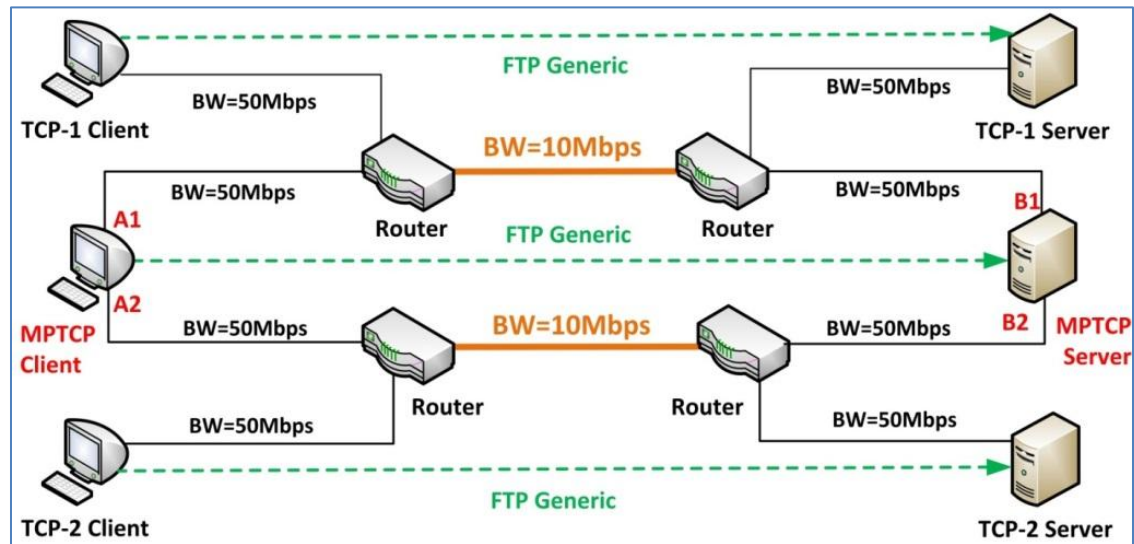 FTP Generic
BW=50Mbps
BW=50Mbps
TCP-1 Client
TCP-1 Server
BW=10Mbps
BW=50Mbps
BW=50Mbps
A1
B1
Router
Router
FTP Generic
A2
B2
MPTCP
Client
BW=50Mbps
BW=10Mbps
BW=50Mbps
MPTCP
Server
Router
Router
BW=50Mbps
BW=50Mbps
FTP Generic
TCP-2 Client
TCP-2 Server